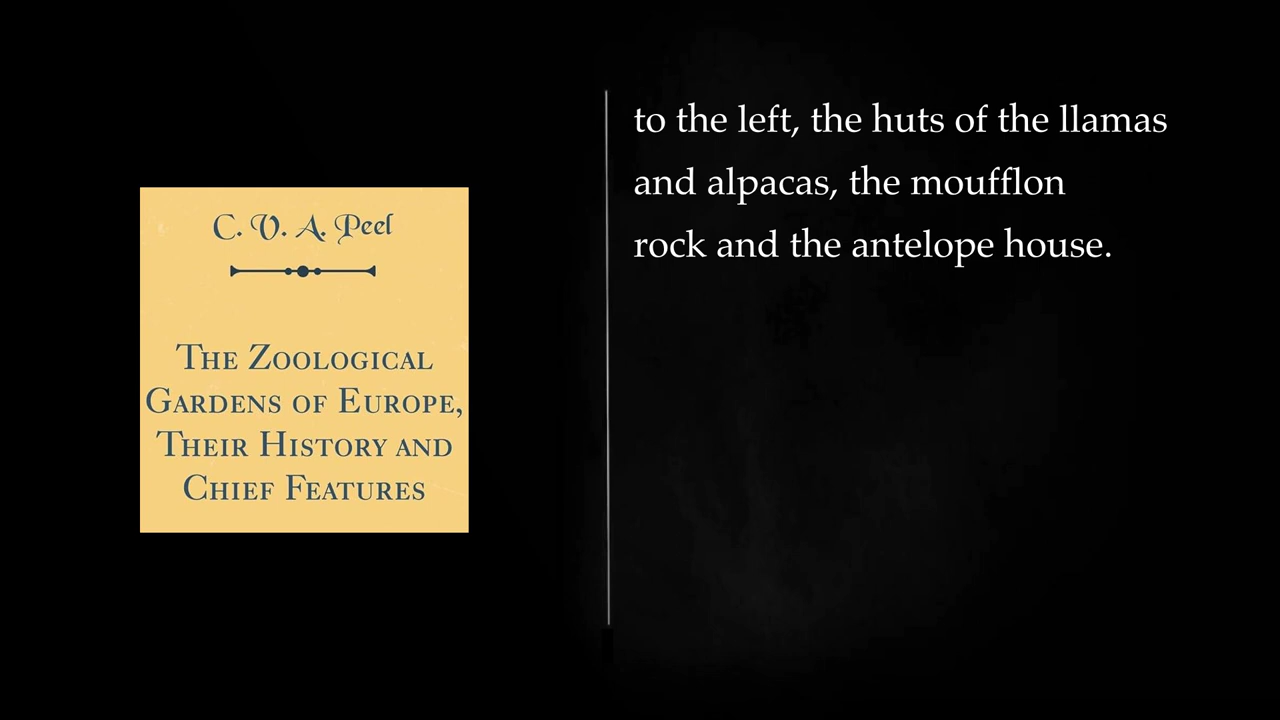 C. V. A. Peel
The Zoological
Gardens of Europe,
Their History and
Chief Features
to the left, the huts of the llamas
and alpacas, the moufflon
rock and the antelope house.